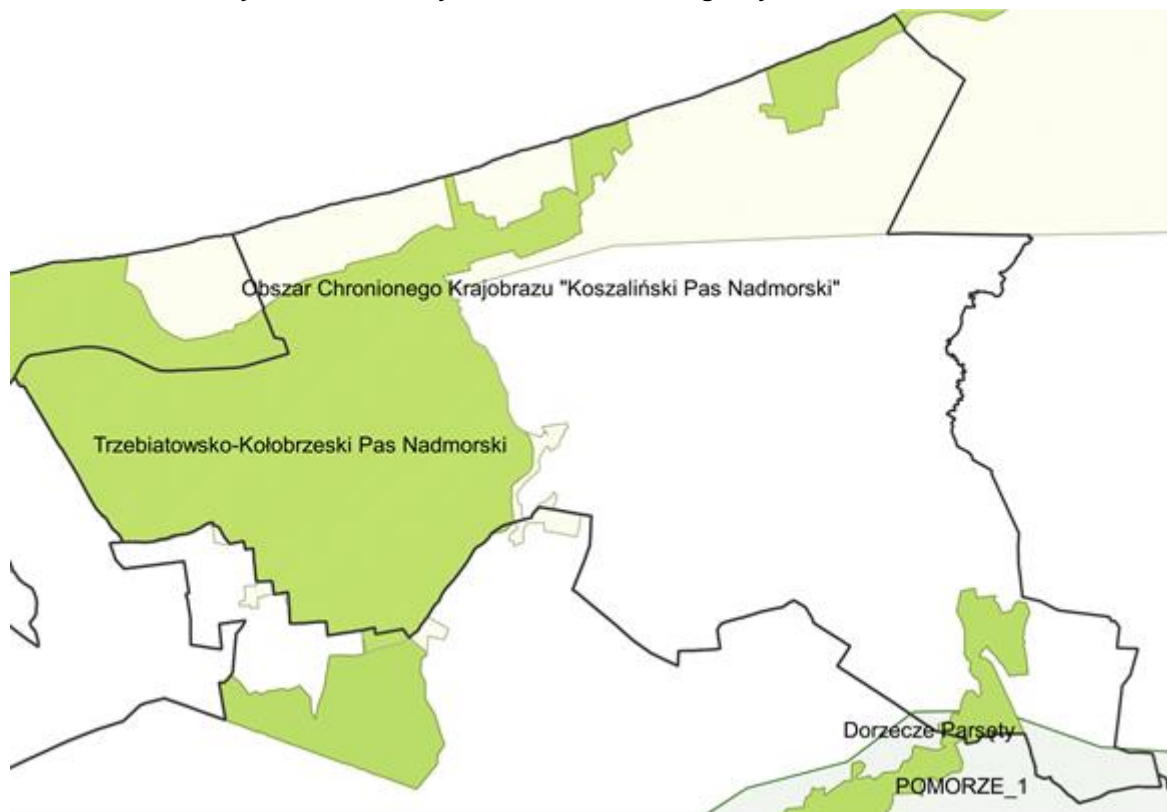 Obszar Chronionego Krajobrazu "Koszaliński Pas Nadmorski"
Trzebiatowsko-Kołobrzeski Pas Nadmorski
Dorzecze Parsęty
POMORZE_1